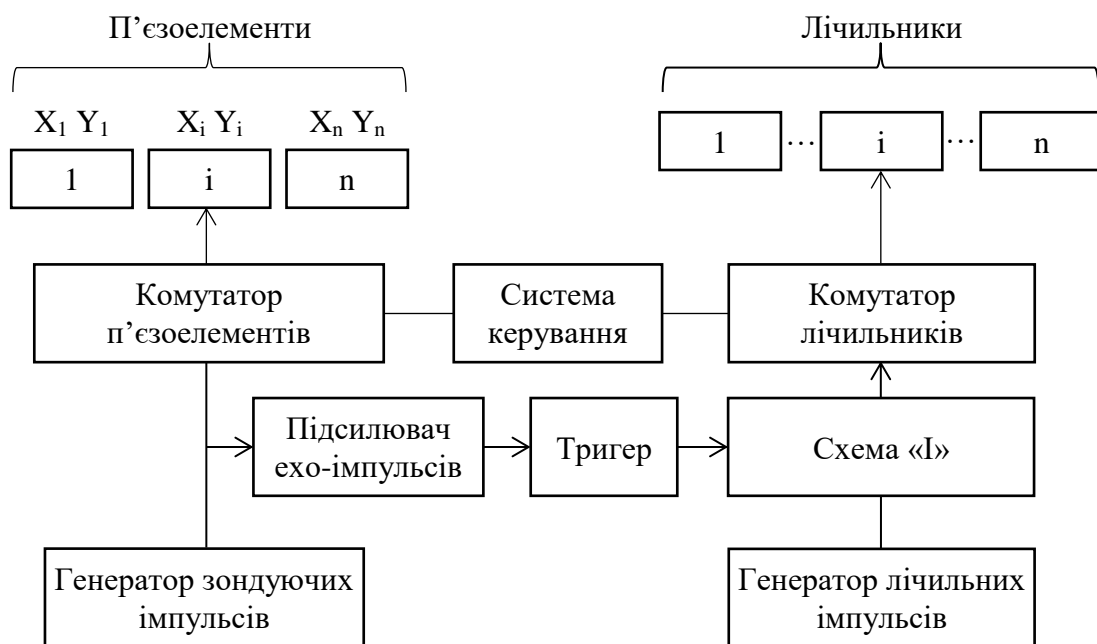 П’єзоелементи
Лічильники
X1 Y1
Xi Yi
Xn Yn
1
i
n
1
...
i
...
n
Комутатор
п’єзоелементів
Система
керування
Комутатор
лічильників
Підсилювач
ехо-імпульсів
Тригер
Схема «І»
Генератор зондуючих
імпульсів
Генератор лічильних
імпульсів